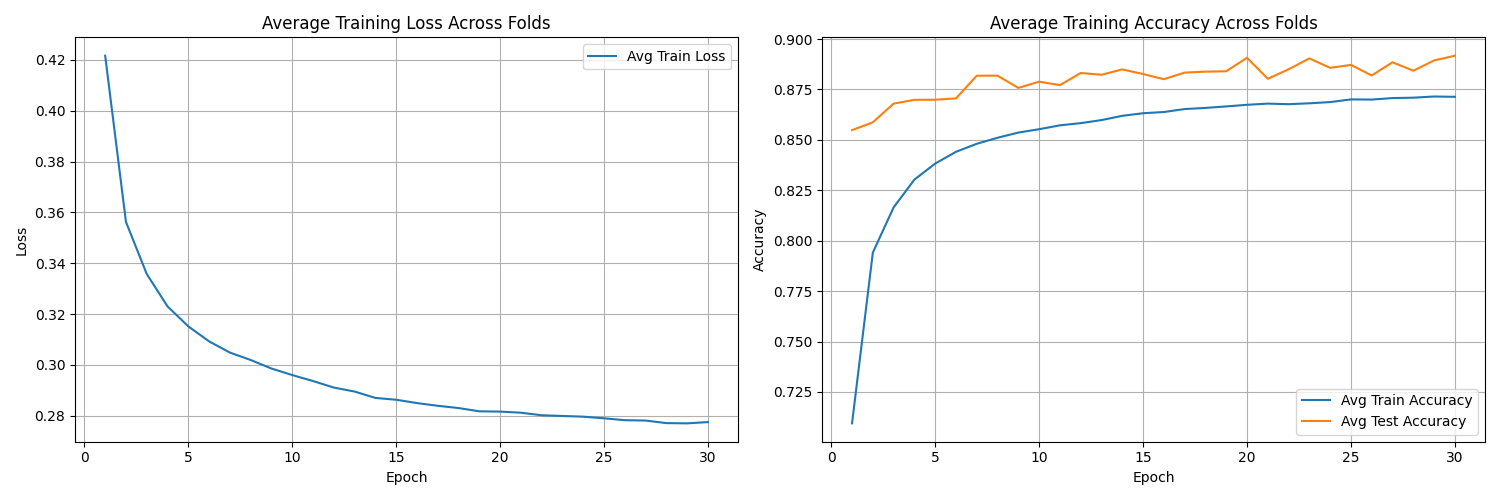 Average Training Loss Across Folds
Avg Train Loss
0.42
0.40
0.38
0.36
0.34
0.32
0.30
0.28
Loss
0 5 10 15 20 25 30
Epoch
Average Training Accuracy Across Folds
0.900
0.875
0.850
0.825
0.800
0.775
0.750
0.725
Accuracy
Avg Train Accuracy
Avg Test Accuracy
0 5 10 15 20 25 30
Epoch